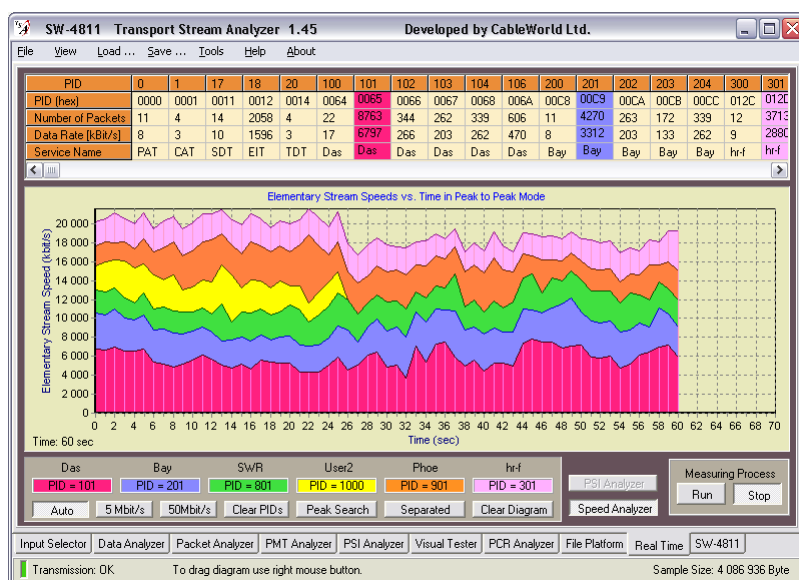 SW-4811 Transport Stream Analyzer 1.45 Developed by CableWorld Ltd.
File View Load ... Save ... Tools Help About
PID 0 1 17 18 20 100 101 102 103 104 106 200 201 202 203 204 300 301
PID (hex) 0000 0001 0011 0012 0014 0064 0065 0066 0067 0068 006A 00C8 00C9 00CA 00CB 00CC 012C 012D
Number of Packets 11 4 14 2058 4 22 8763 344 262 339 606 11 4270 263 172 339 12 3713
Data Rate [kBit/s] 8 3 10 1596 3 17 6797 266 203 262 470 8 3312 203 133 262 9 2880
Service Name PAT CAT SDT EIT TDT Das Das Das Das Das Das Bay Bay Bay Bay Bay hr-f hr-f
Elementary Stream Speeds vs. Time in Peak to Peak Mode
Elementary Stream Speed (kbit/s)
20 000
18 000
16 000
14 000
12 000
10 000
8 000
6 000
4 000
2 000
0
0 2 4 6 8 10 12 14 16 18 20 22 24 26 28 30 32 34 36 38 40 42 44 46 48 50 52 54 56 58 60 62 64 66 68 70
Time: 60 sec
Time (sec)
Das Bay SWR User2 Phoe hr-f
PID = 101 PID = 201 PID = 801 PID = 1000 PID = 901 PID = 301
Auto 5 Mbit/s 50Mbit/s Clear PIDs Peak Search Separated Clear Diagram
PSI Analyzer
Speed Analyzer
Measuring Process
Run Stop
Input Selector Data Analyzer Packet Analyzer PMT Analyzer PSI Analyzer Visual Tester PCR Analyzer File Platform Real Time SW-4811
Transmission: OK To drag diagram use right mouse button. Sample Size: 4 086 936 Byte